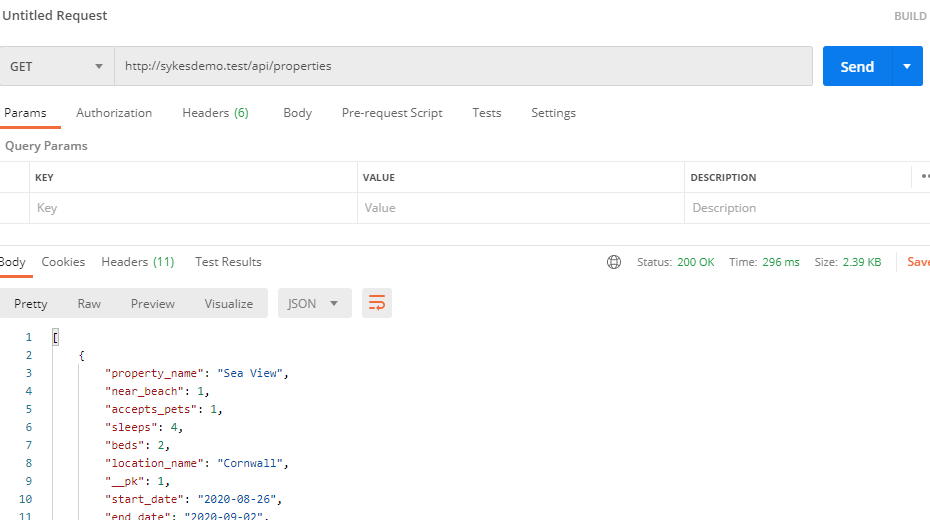 Untitled Request
BUILD
GET http://sykesdemo.test/api/properties Send
Params Authorization Headers (6) Body Pre-request Script Tests Settings
Query Params
KEY VALUE DESCRIPTION
Key Value Description
Body Cookies Headers (11) Test Results Status: 200 OK Time: 296 ms Size: 2.39 KB Save
Pretty Raw Preview Visualize JSON
1 [
2 {
3 "property_name": "Sea View",
4 "near_beach": 1,
5 "accepts_pets": 1,
6 "sleeps": 4,
7 "beds": 2,
8 "location_name": "Cornwall",
9 "__pk": 1,
10 "start_date": "2020-08-26",
11 "end_date": "2020-09-02",